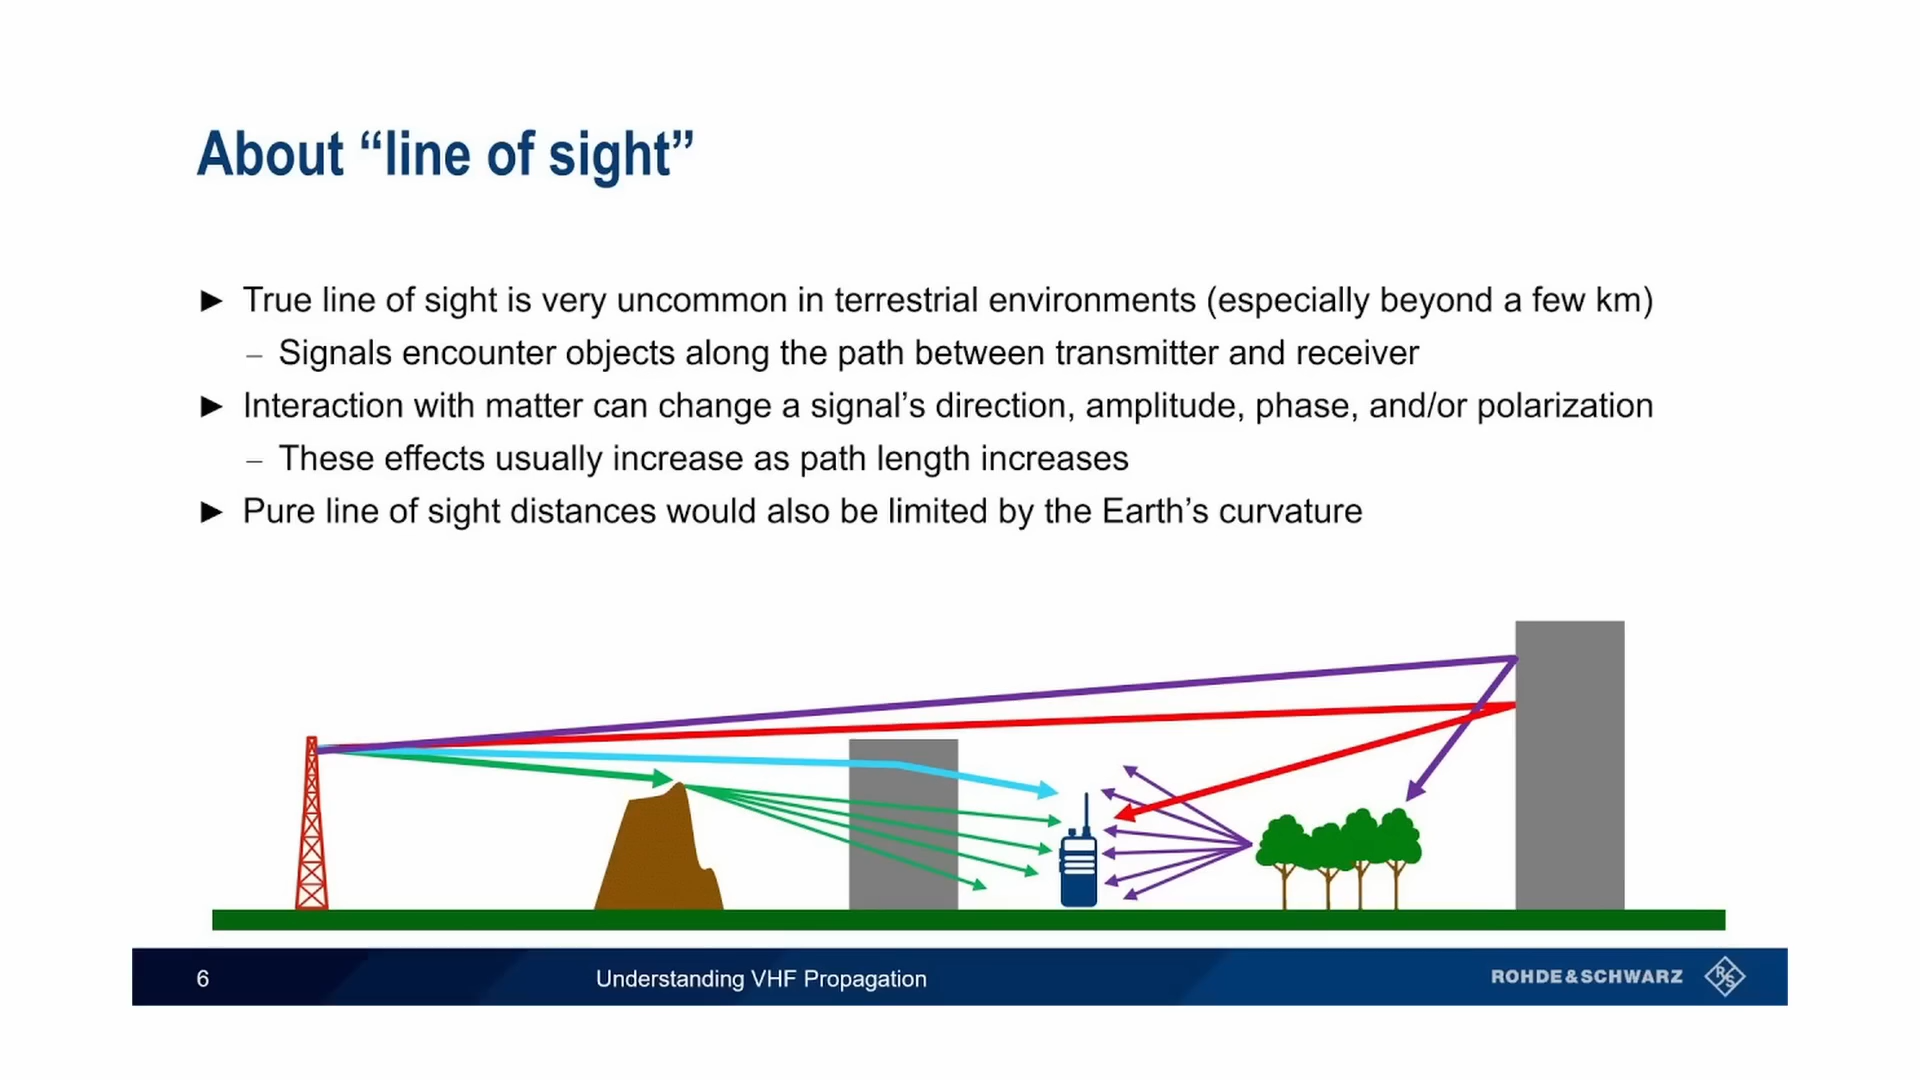 About “line of sight”
► True line of sight is very uncommon in terrestrial environments (especially beyond a few km)
– Signals encounter objects along the path between transmitter and receiver
► Interaction with matter can change a signal’s direction, amplitude, phase, and/or polarization
– These effects usually increase as path length increases
► Pure line of sight distances would also be limited by the Earth’s curvature
6
Understanding VHF Propagation
ROHDE&SCHWARZ
R&S